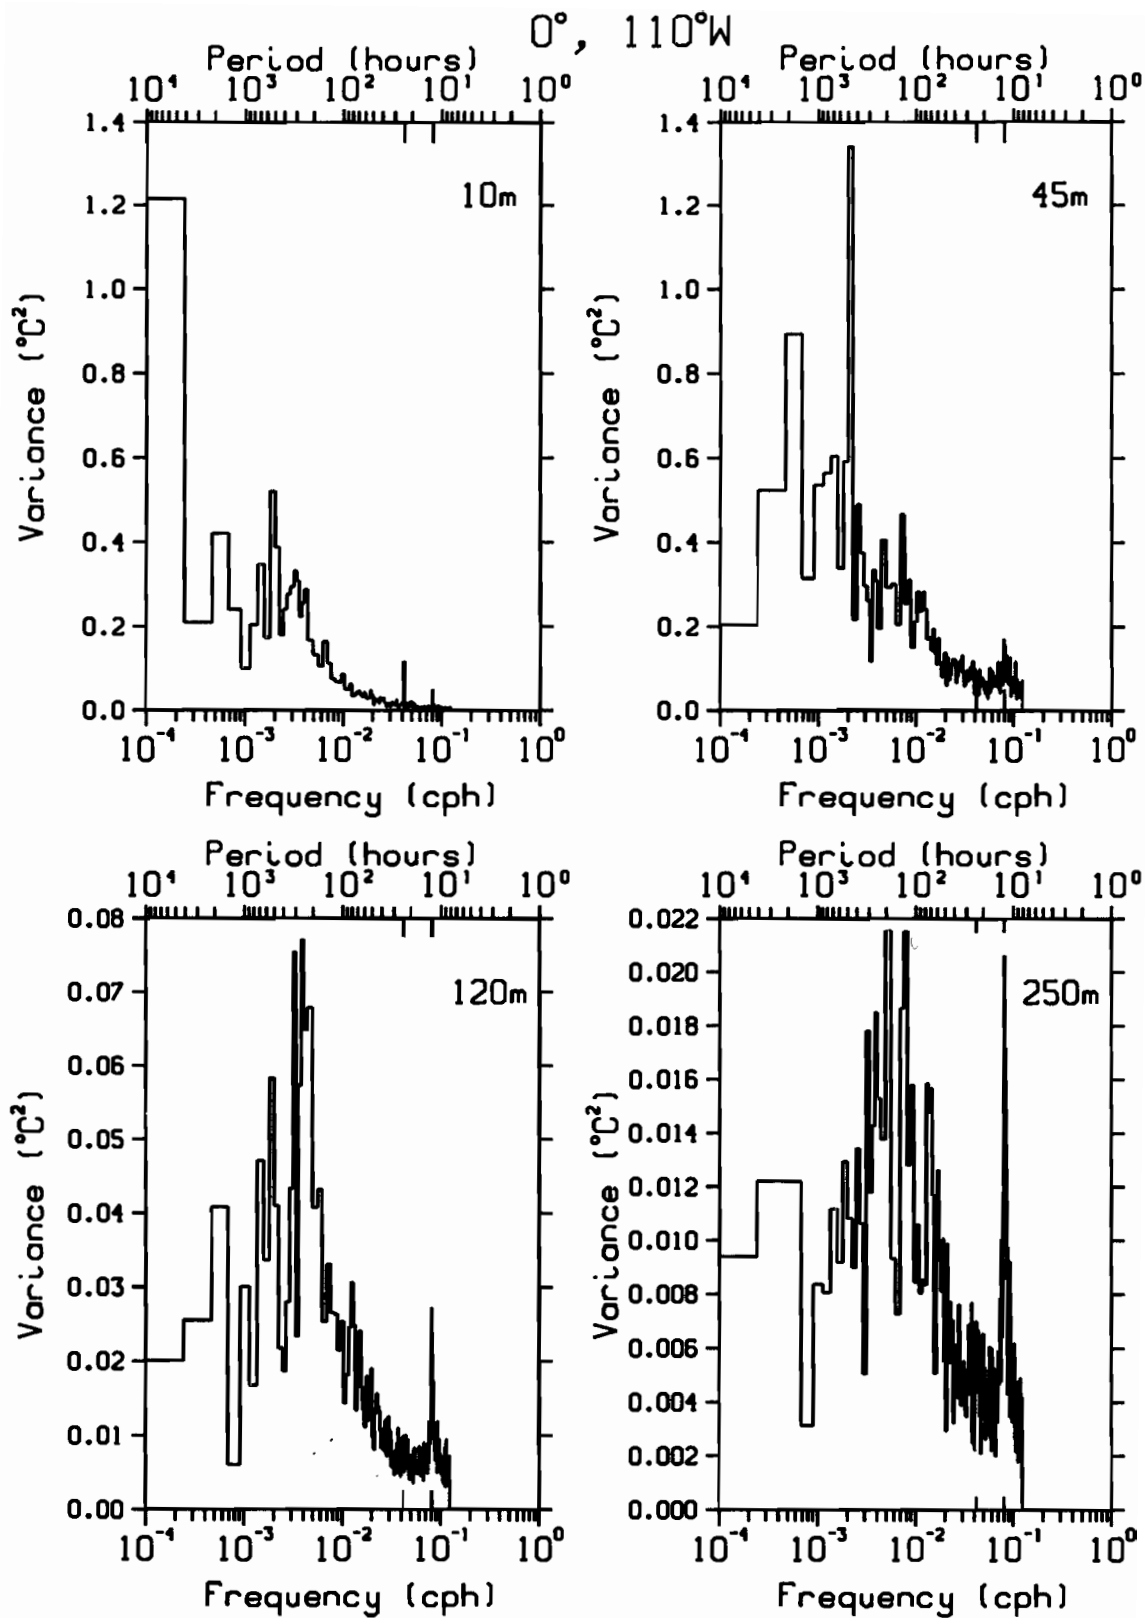 0°, 110°W
Period (hours)
10⁴ 10³ 10² 10¹ 10⁰
1.4
1.2
1.0
0.8
0.6
0.4
0.2
0.0
Variance (°C²)
10m
10⁻⁴ 10⁻³ 10⁻² 10⁻¹ 10⁰
Frequency (cph)
Period (hours)
10⁴ 10³ 10² 10¹ 10⁰
1.4
1.2
1.0
0.8
0.6
0.4
0.2
0.0
Variance (°C²)
45m
10⁻⁴ 10⁻³ 10⁻² 10⁻¹ 10⁰
Frequency (cph)
Period (hours)
10⁴ 10³ 10² 10¹ 10⁰
0.08
0.07
0.06
0.05
0.04
0.03
0.02
0.01
0.00
Variance (°C²)
120m
10⁻⁴ 10⁻³ 10⁻² 10⁻¹ 10⁰
Frequency (cph)
Period (hours)
10⁴ 10³ 10² 10¹ 10⁰
0.022
0.020
0.018
0.016
0.014
0.012
0.010
0.008
0.006
0.004
0.002
0.000
Variance (°C²)
250m
10⁻⁴ 10⁻³ 10⁻² 10⁻¹ 10⁰
Frequency (cph)